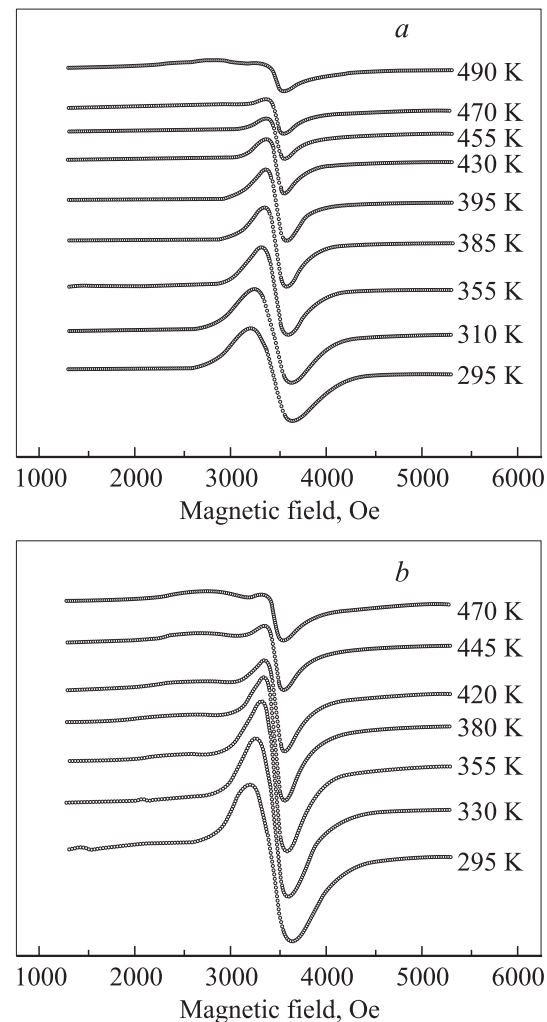 a
490 K
470 K
455 K
430 K
395 K
385 K
355 K
310 K
295 K
1000 2000 3000 4000 5000 6000
Magnetic field, Oe
b
470 K
445 K
420 K
380 K
355 K
330 K
295 K
1000 2000 3000 4000 5000 6000
Magnetic field, Oe